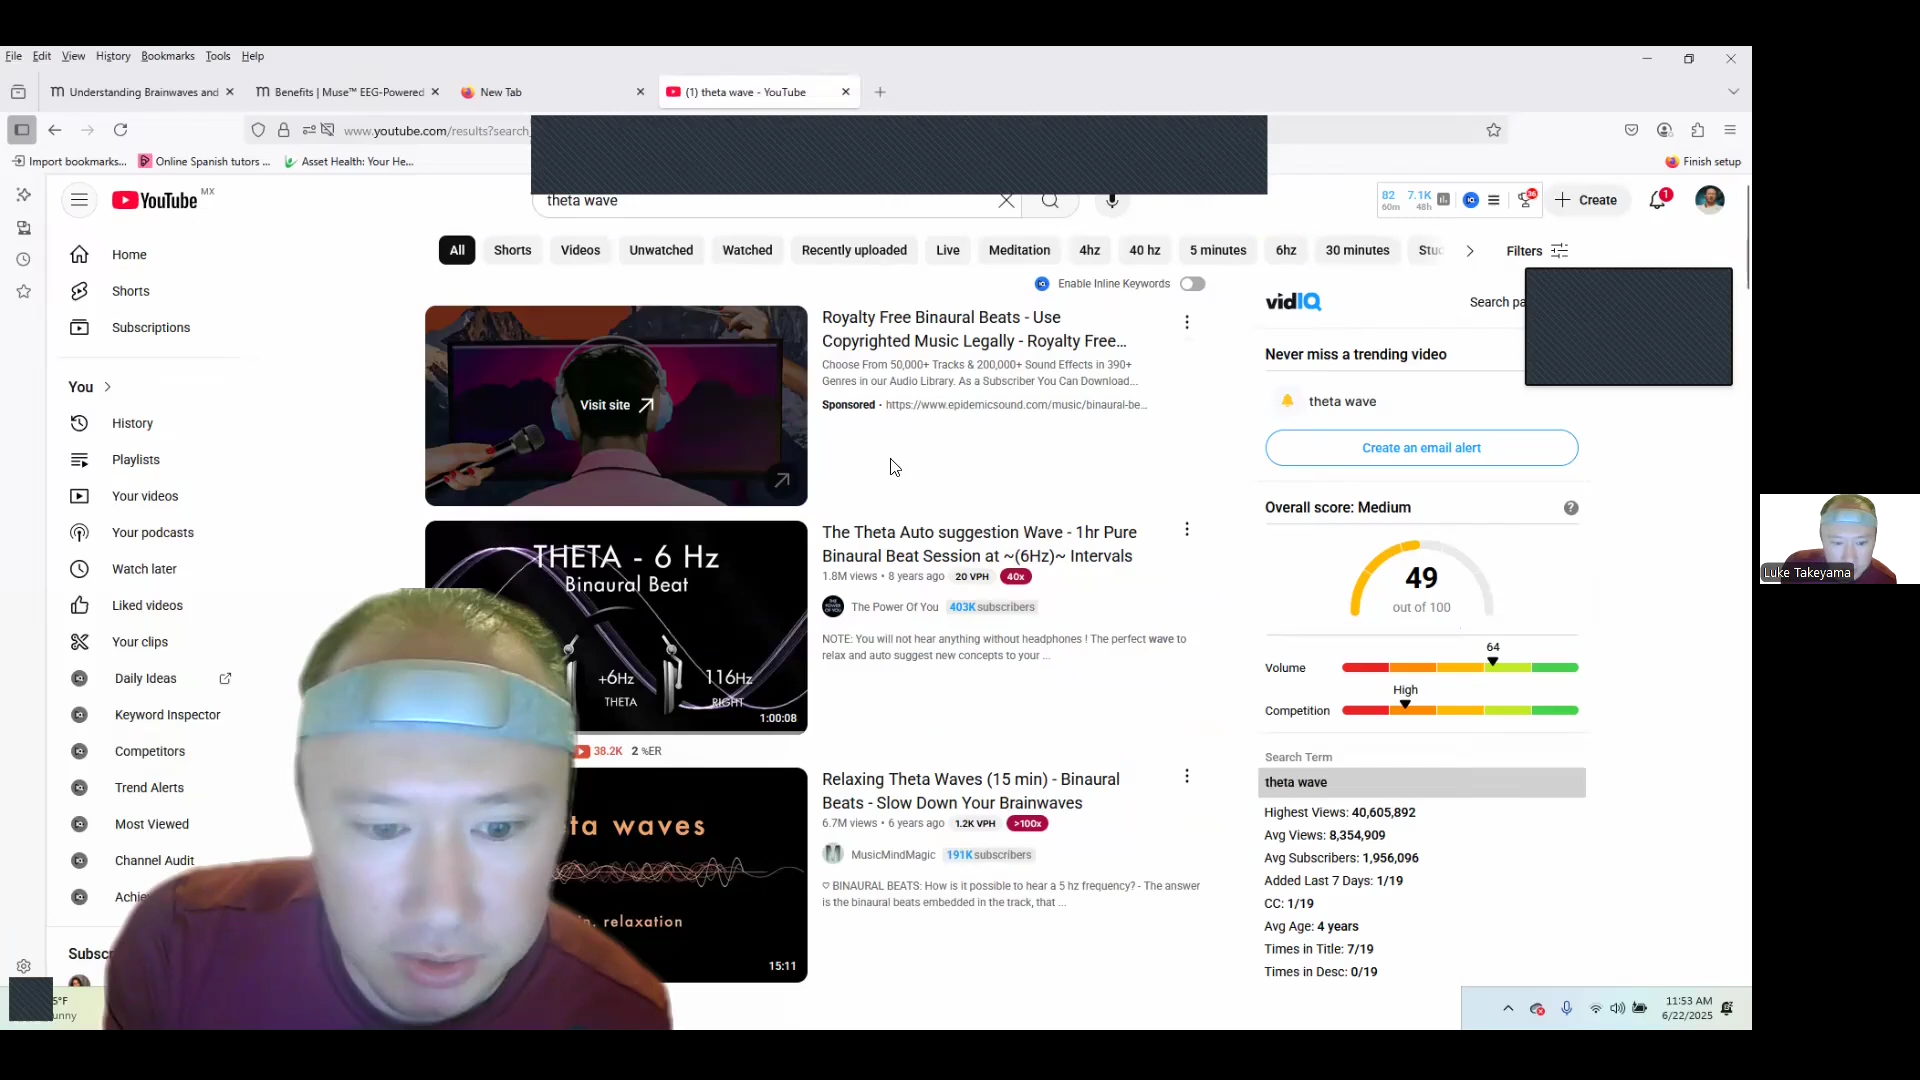 File Edit View History Bookmarks Tools Help
Understanding Brainwaves and
Benefits | Muse™ EEG-Powered
New Tab
(1) theta wave - YouTube
www.youtube.com/results?search_
Import bookmarks...
Online Spanish tutors ...
Asset Health: Your He...
Finish setup
YouTube MX
theta wave
82
60m
7.1K
48h
36
Create
1
Home
Shorts
Subscriptions
You
History
Playlists
Your videos
Your podcasts
Watch later
Liked videos
Your clips
Daily Ideas
Keyword Inspector
Competitors
Trend Alerts
Most Viewed
Channel Audit
All
Shorts
Videos
Unwatched
Watched
Recently uploaded
Live
Meditation
4hz
40 hz
5 minutes
6hz
30 minutes
Filters
Enable Inline Keywords
Visit site
Royalty Free Binaural Beats - Use
Copyrighted Music Legally - Royalty Free...
Choose From 50,000+ Tracks & 200,000+ Sound Effects in 390+
Genres in our Audio Library. As a Subscriber You Can Download...
Sponsored · https://www.epidemicsound.com/music/binaural-be...
THETA - 6 Hz
Binaural Beat
+6Hz
THETA
116Hz
RIGHT
1:00:08
The Theta Auto suggestion Wave - 1hr Pure
Binaural Beat Session at ~(6Hz)~ Intervals
1.8M views • 8 years ago 20 VPH 40x
The Power Of You 403K subscribers
NOTE: You will not hear anything without headphones ! The perfect wave to
relax and auto suggest new concepts to your ...
38.2K 2 %ER
waves
relaxation
15:11
Relaxing Theta Waves (15 min) - Binaural
Beats - Slow Down Your Brainwaves
6.7M views • 6 years ago 1.2K VPH >100x
MusicMindMagic 191K subscribers
♡ BINAURAL BEATS: How is it possible to hear a 5 hz frequency? - The answer
is the binaural beats embedded in the track, that ...
vidIQ
Search
Never miss a trending video
theta wave
Create an email alert
Overall score: Medium
49
out of 100
64
Volume
High
Competition
Search Term
theta wave
Highest Views: 40,605,892
Avg Views: 8,354,909
Avg Subscribers: 1,956,096
Added Last 7 Days: 1/19
CC: 1/19
Avg Age: 4 years
Times in Title: 7/19
Times in Desc: 0/19
11:53 AM
6/22/2025
Luke Takeyama